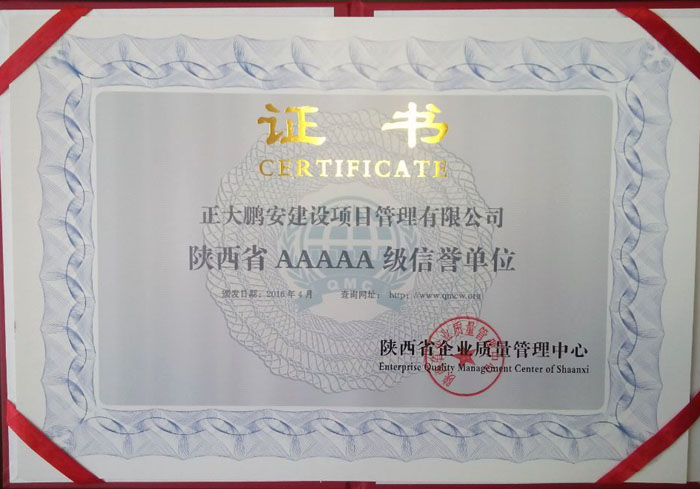 证书
CERTIFICATE
正大鹏安建设项目管理有限公司
陕西省 AAAAA 级信誉单位
QMC
颁发日期：2016年4月 查询网址： http：//www.qmcw.org
陕西省企业质量管理中心
Enterprise Quality Management Center of Shaanxi